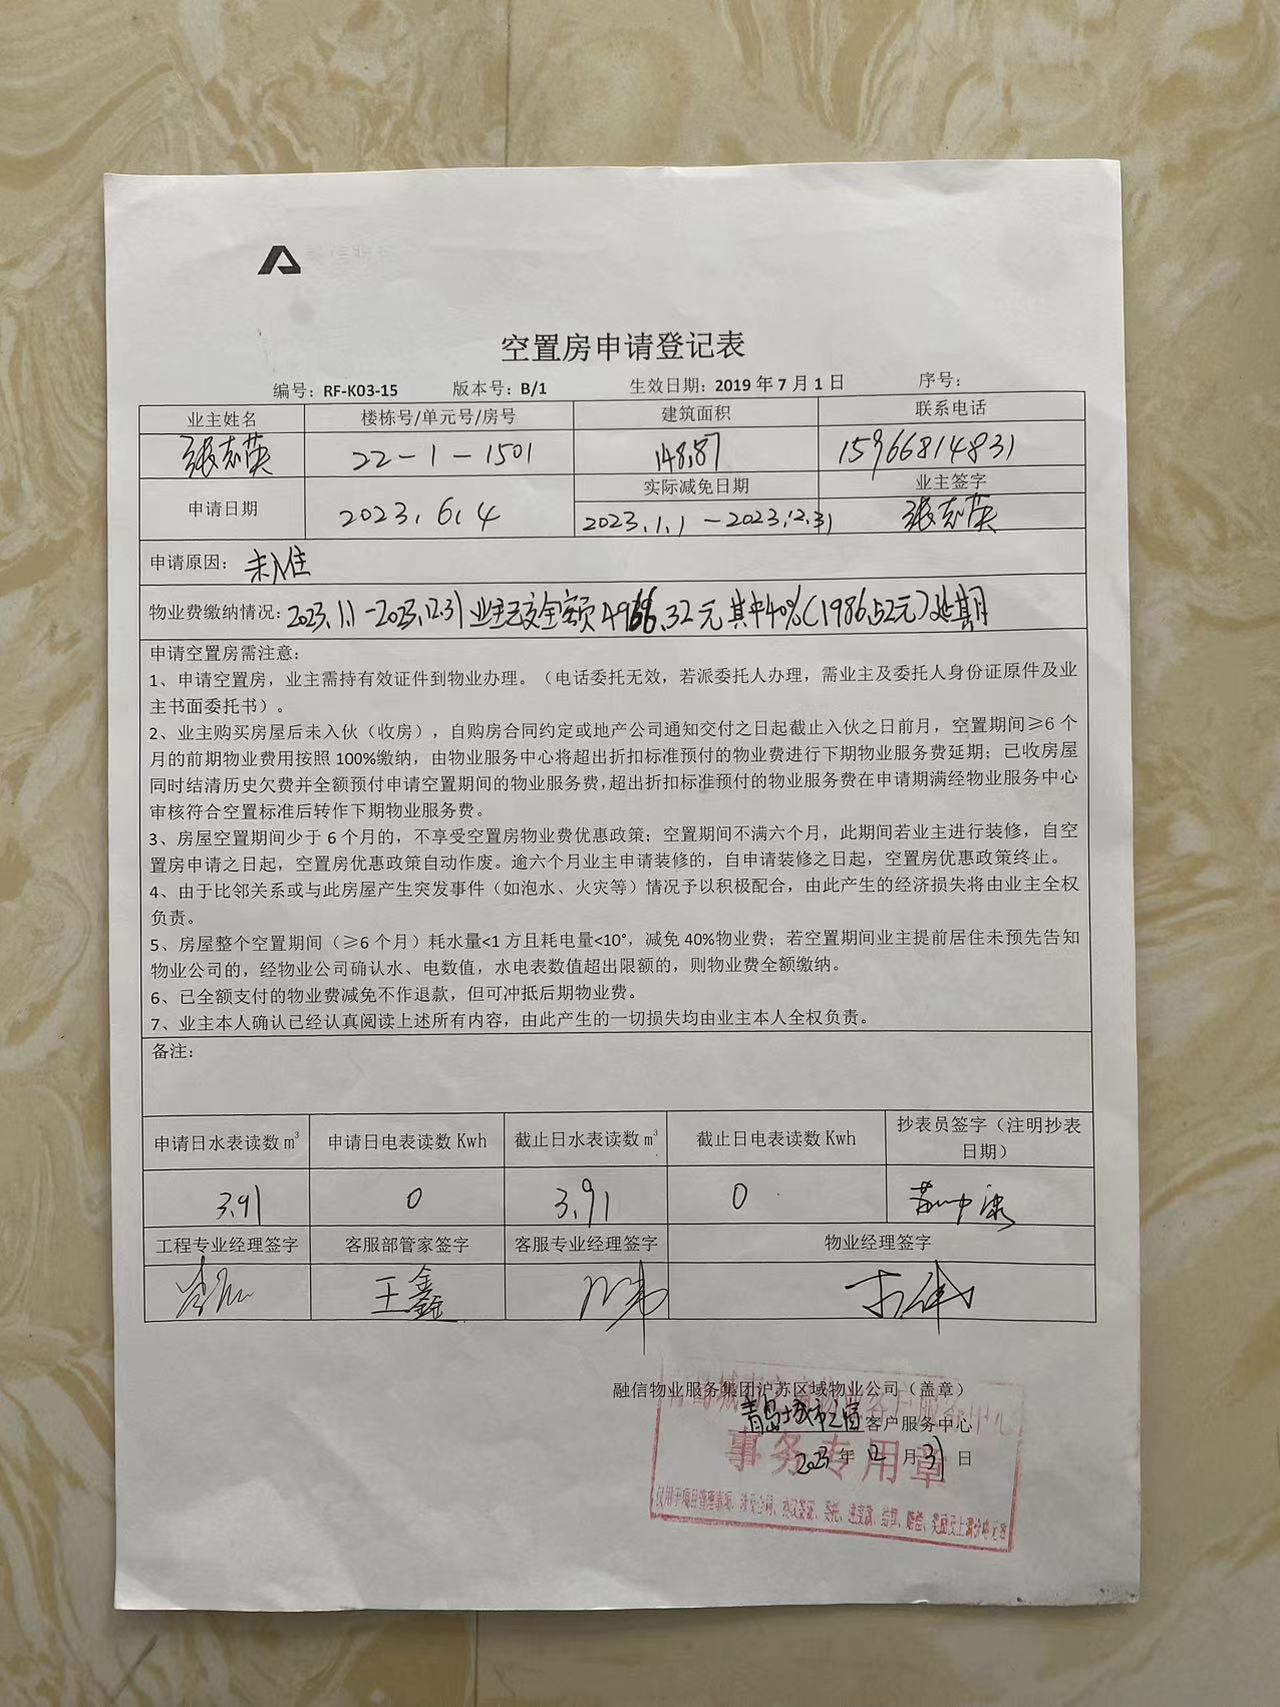 空置房申请登记表
编号：RF-K03-15 版本号：B/1 生效日期：2019年7月1日 序号：
业主姓名 楼栋号/单元号/房号 建筑面积 联系电话
张志英 22-1-1501 148.87 15966814831
申请日期 2023.6.4 实际减免日期 业主签字
2023.1.1-2023.12.31 张志英
申请原因：未入住
物业费缴纳情况：2023.1.1-2023.12.31业主已交全额4966.32元其中40%(1986.52元)延期
申请空置房需注意：
1、申请空置房，业主需持有效证件到物业办理。（电话委托无效，若派委托人办理，需业主及委托人身份证原件及业
主书面委托书）。
2、业主购买房屋后未入伙（收房），自购房合同约定或地产公司通知交付之日起截止入伙之日前月，空置期间≥6个
月的前期物业费用按照100%缴纳，由物业服务中心将超出折扣标准预付的物业费进行下期物业服务费延期；已收房屋
同时结清历史欠费并全额预付申请空置期间的物业服务费，超出折扣标准预付的物业服务费在申请期满经物业服务中心
审核符合空置标准后转作下期物业服务费。
3、房屋空置期间少于6个月的，不享受空置房物业费优惠政策；空置期间不满六个月，此期间若业主进行装修，自空
置房申请之日起，空置房优惠政策自动作废。逾六个月业主申请装修的，自申请装修之日起，空置房优惠政策终止。
4、由于比邻关系或与此房屋产生突发事件（如泡水、火灾等）情况予以积极配合，由此产生的经济损失将由业主全权
负责。
5、房屋整个空置期间（≥6个月）耗水量<1方且耗电量<10°，减免40%物业费；若空置期间业主提前居住未预先告知
物业公司的，经物业公司确认水、电数值，水电表数值超出限额的，则物业费全额缴纳。
6、已全额支付的物业费减免不作退款，但可冲抵后期物业费。
7、业主本人确认已经认真阅读上述所有内容，由此产生的一切损失均由业主本人全权负责。
备注：
申请日水表读数m³ 申请日电表读数Kwh 截止日水表读数m³ 截止日电表读数Kwh 抄表员签字（注明抄表
日期）
3.91 0 3.91 0
工程专业经理签字 客服部管家签字 客服专业经理签字 物业经理签字
王鑫
融信物业服务集团沪苏区域物业公司（盖章）
青岛城市之窗客户服务中心
2023年12月31日
事务专用章